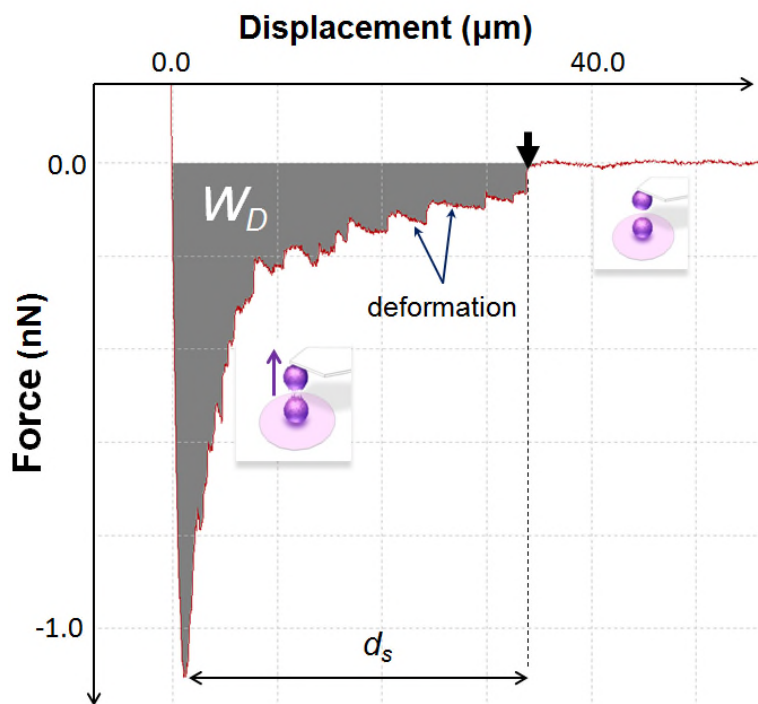 Displacement (µm)
0.0
40.0
0.0
W_D
deformation
Force (nN)
-1.0
d_s